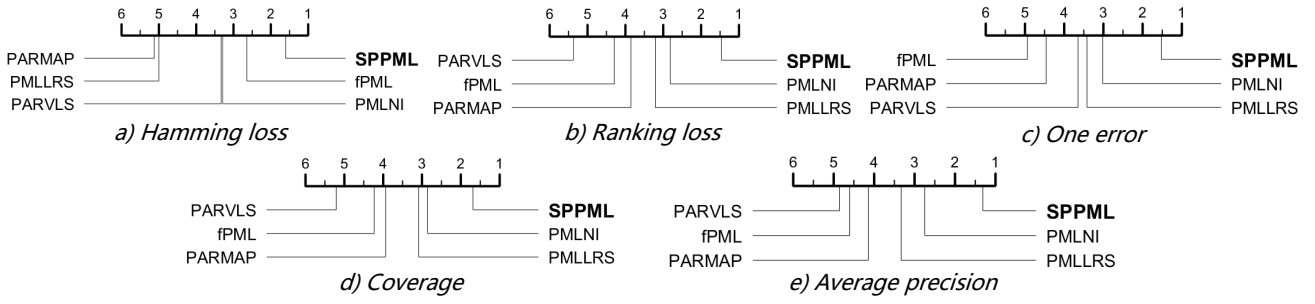 6 5 4 3 2 1
PARMAP SPPML
PMLLRS fPML
PARVLS PMLNI
a) Hamming loss
6 5 4 3 2 1
PARVLS SPPML
fPML PMLNI
PARMAP PMLLRS
b) Ranking loss
6 5 4 3 2 1
fPML SPPML
PARMAP PMLNI
PARVLS PMLLRS
c) One error
6 5 4 3 2 1
PARVLS SPPML
fPML PMLNI
PARMAP PMLLRS
d) Coverage
6 5 4 3 2 1
PARVLS SPPML
fPML PMLNI
PARMAP PMLLRS
e) Average precision